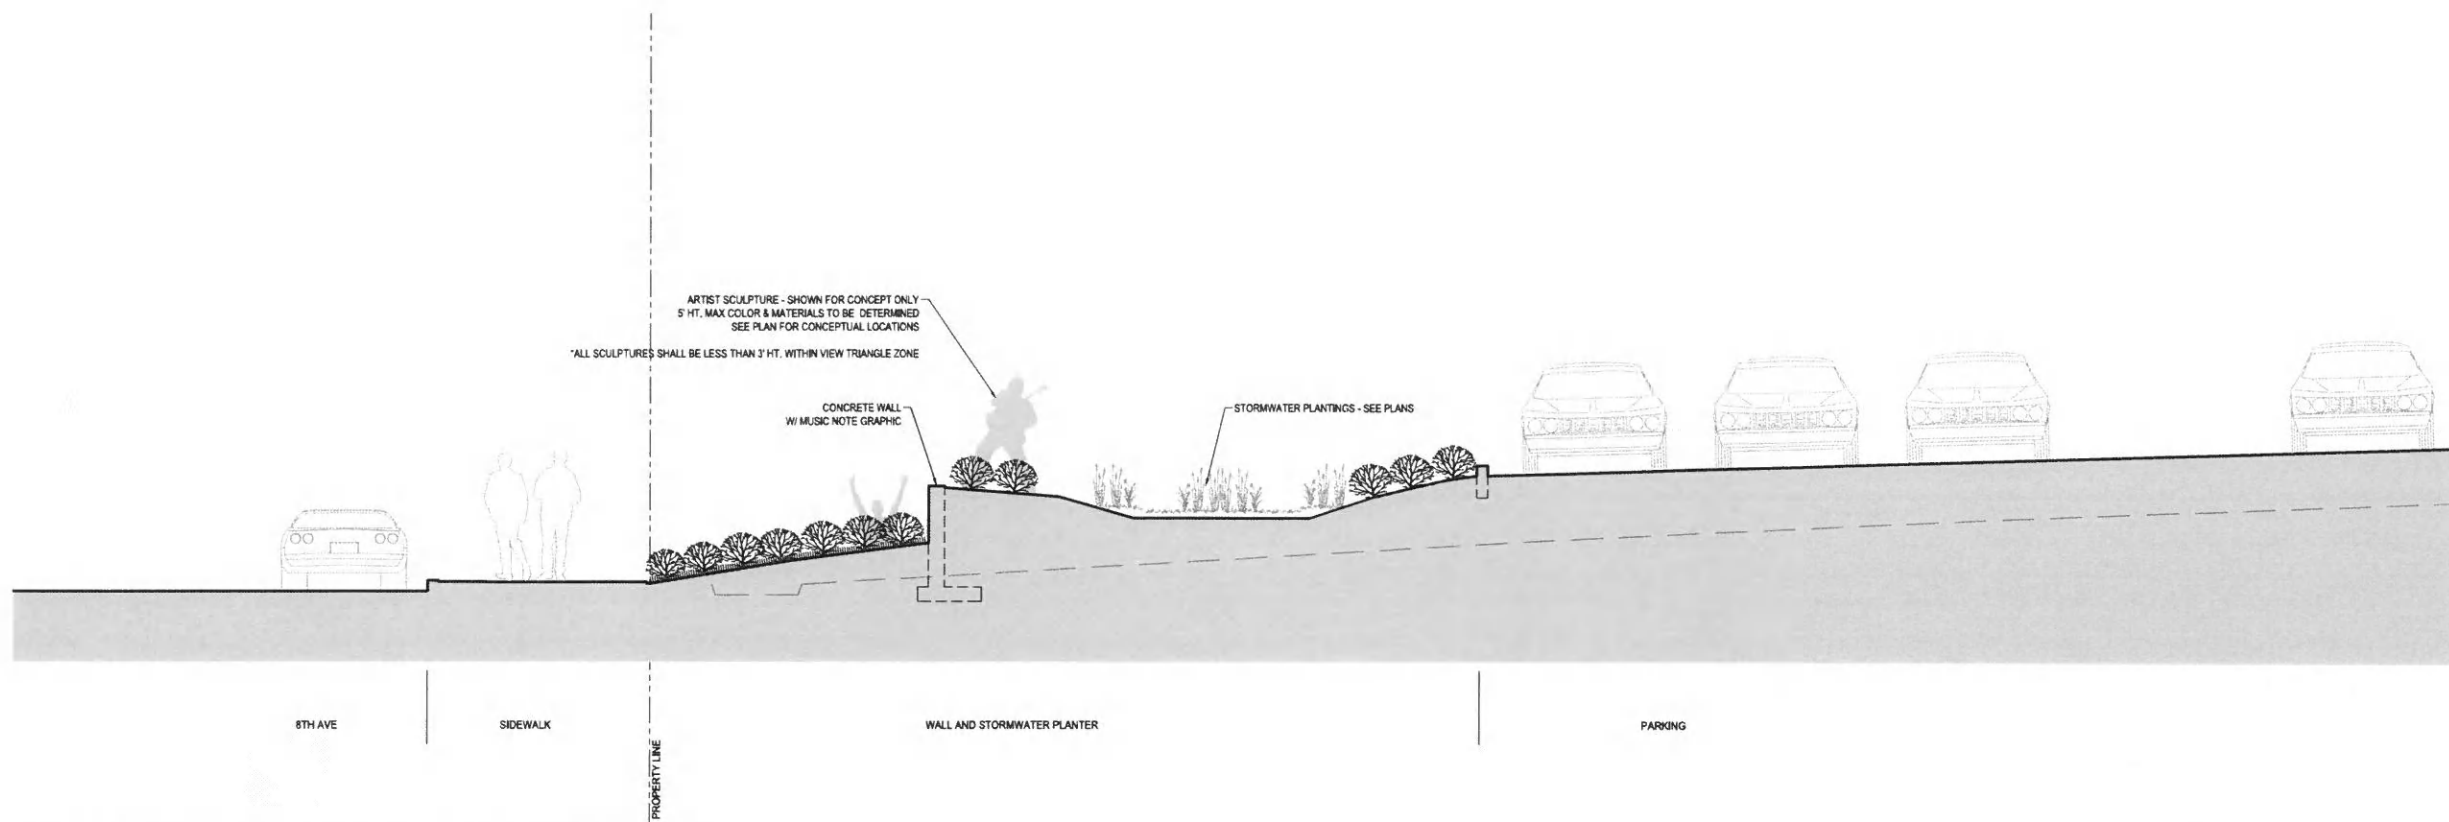 ARTIST SCULPTURE - SHOWN FOR CONCEPT ONLY
5' HT. MAX COLOR & MATERIALS TO BE DETERMINED
SEE PLAN FOR CONCEPTUAL LOCATIONS
*ALL SCULPTURES SHALL BE LESS THAN 3' HT. WITHIN VIEW TRIANGLE ZONE
CONCRETE WALL
W/ MUSIC NOTE GRAPHIC
STORMWATER PLANTINGS - SEE PLANS
8TH AVE
SIDEWALK
WALL AND STORMWATER PLANTER
PARKING
PROPERTY LINE